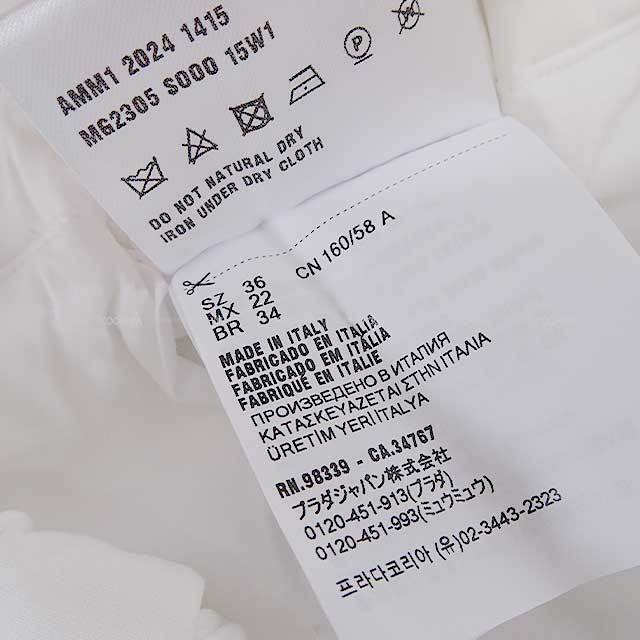 AMM1 2024 1415
MG2305 S000 15W1
P
DO NOT NATURAL DRY
IRON UNDER DRY CLOTH
SZ 36
MX 22
BR 34
CN 160/58 A
MADE IN ITALY
FABRICADO EN ITALIA
FABRICADO EM ITÁLIA
FABRIQUÉ EN ITALIE
ПРОИЗВЕДЕНО В ИТАЛИЯ
ΚΑΤΑΣΚΕΥΑΖΕΤΑΙ ΣΤΗΝ ITALIA
ÜRETIM YERI İTALYA
RN.98339 - CA.34767
プラダジャパン株式会社
0120-451-913(プラダ)
0120-451-993(ミュウミュウ)
프라다코리아 (유)02-3443-2323